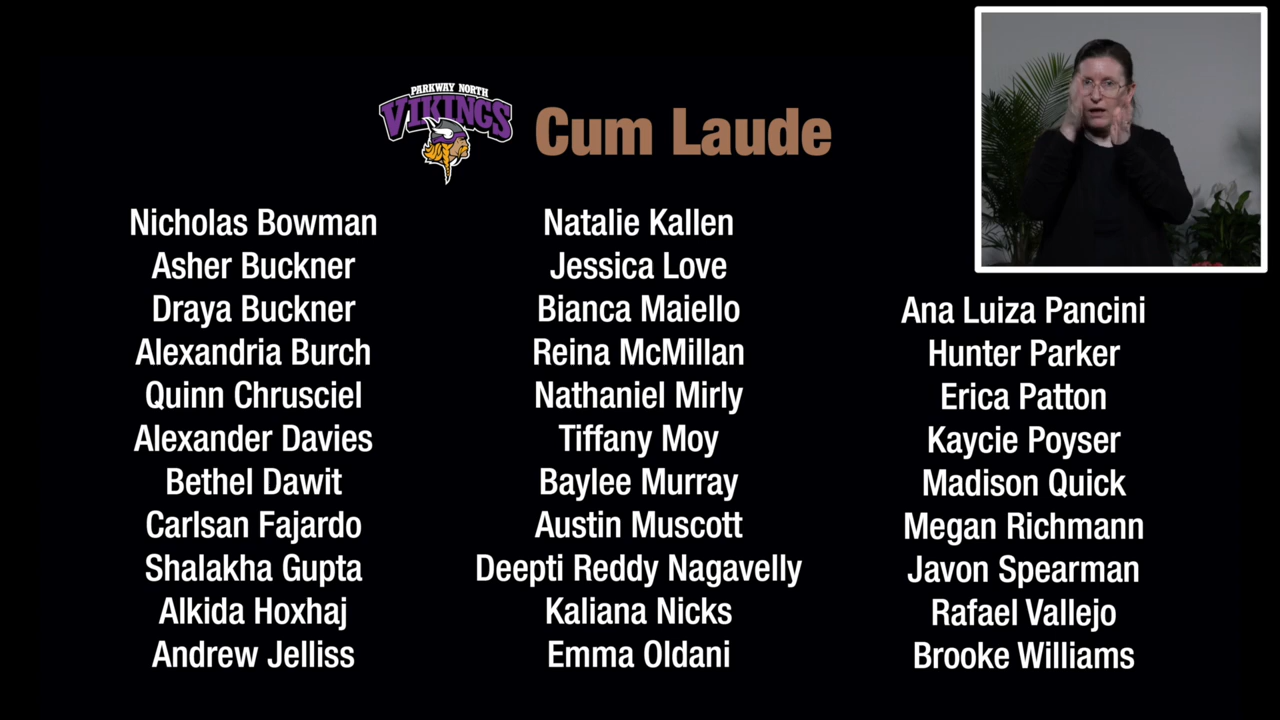 PARKWAY NORTH
VIKINGS
Cum Laude
Nicholas Bowman
Asher Buckner
Draya Buckner
Alexandria Burch
Quinn Chrusciel
Alexander Davies
Bethel Dawit
Carlsan Fajardo
Shalakha Gupta
Alkida Hoxhaj
Andrew Jelliss
Natalie Kallen
Jessica Love
Bianca Maiello
Reina McMillan
Nathaniel Mirly
Tiffany Moy
Baylee Murray
Austin Muscott
Deepti Reddy Nagavelly
Kaliana Nicks
Emma Oldani
Ana Luiza Pancini
Hunter Parker
Erica Patton
Kaycie Poyser
Madison Quick
Megan Richmann
Javon Spearman
Rafael Vallejo
Brooke Williams